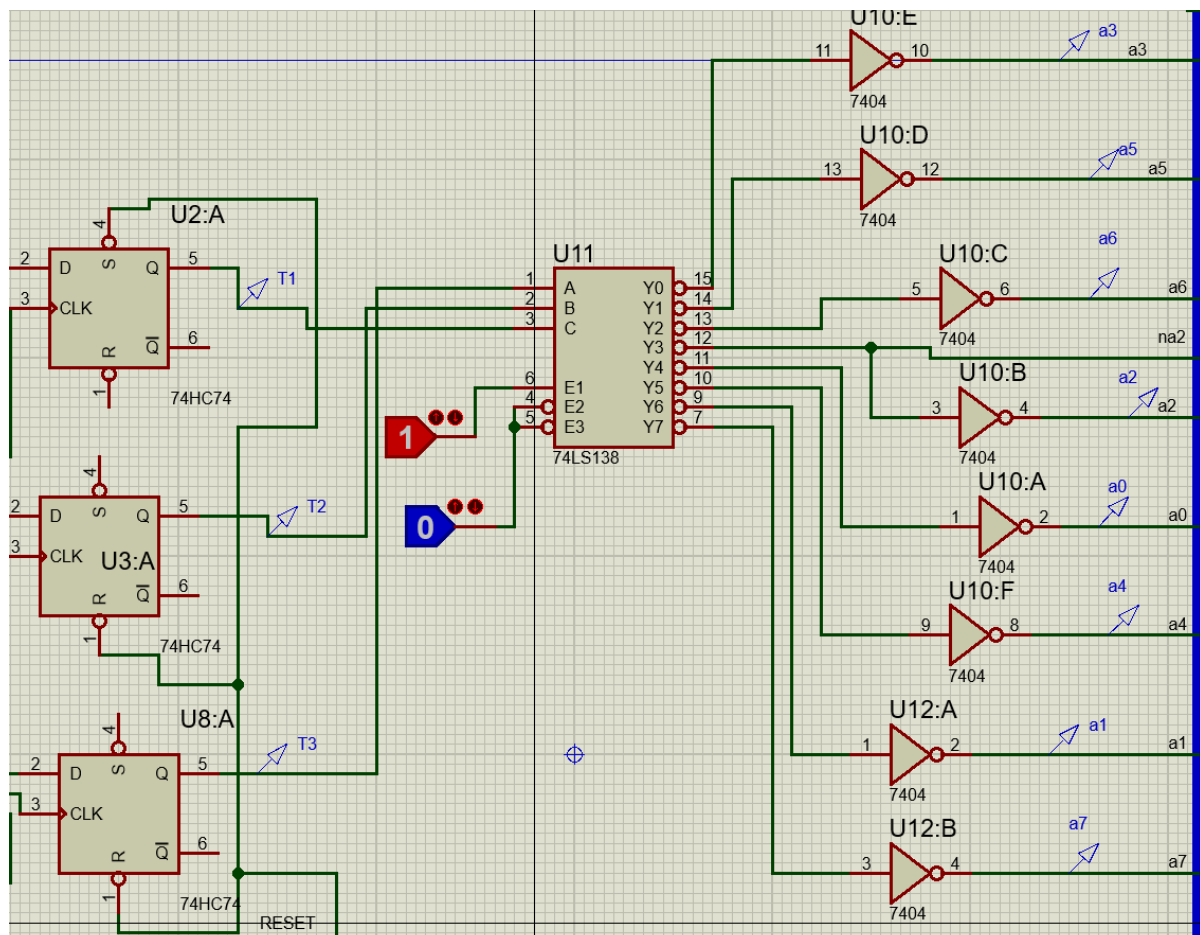 U10:E
11
10
7404
a3
a3
U10:D
13
12
7404
a5
a5
U2:A
4
2
D
S
Q
5
3
CLK
R
Q
6
1
74HC74
T1
U11
1
A
2
B
3
C
6
E1
4
E2
5
E3
Y0
15
Y1
14
Y2
13
Y3
12
Y4
11
Y5
10
Y6
9
Y7
7
74LS138
1
0
U10:C
5
6
7404
a6
a6
na2
U10:B
3
4
7404
a2
a2
U10:A
1
2
7404
a0
a0
U10:F
9
8
7404
a4
a4
4
2
D
S
Q
5
3
CLK
U3:A
R
Q
6
1
74HC74
T2
U8:A
4
2
D
S
Q
5
3
CLK
R
Q
6
1
74HC74
T3
RESET
U12:A
1
2
7404
a1
a1
U12:B
3
4
7404
a7
a7